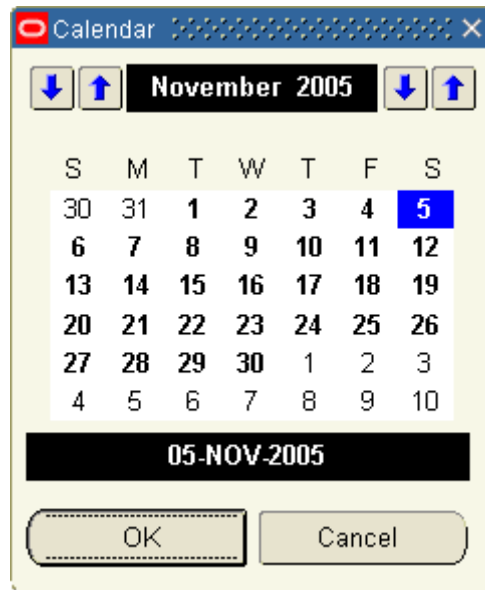 Calendar
November 2005
S M T W T F S
30 31 1 2 3 4 5
6 7 8 9 10 11 12
13 14 15 16 17 18 19
20 21 22 23 24 25 26
27 28 29 30 1 2 3
4 5 6 7 8 9 10
05-NOV-2005
OK Cancel